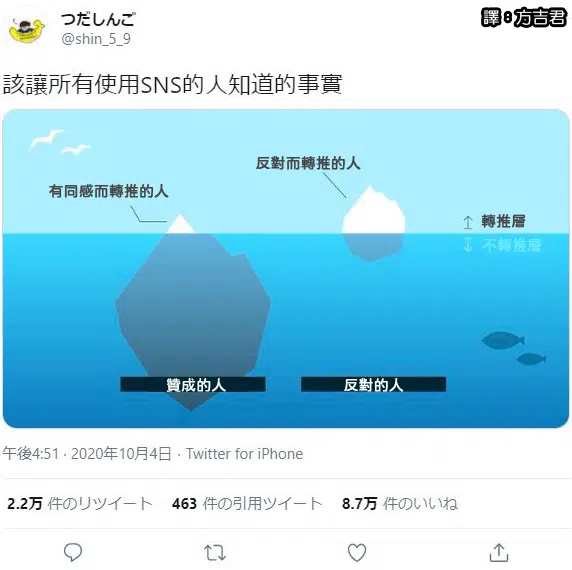 つだしんご
@shin_5_9
譯：方吉君
該讓所有使用SNS的人知道的事實
反對而轉推的人
有同感而轉推的人
轉推層
不轉推層
贊成的人
反對的人
午後4:51 · 2020年10月4日 · Twitter for iPhone
2.2万 件のリツイート 463 件の引用ツイート 8.7万 件のいいね